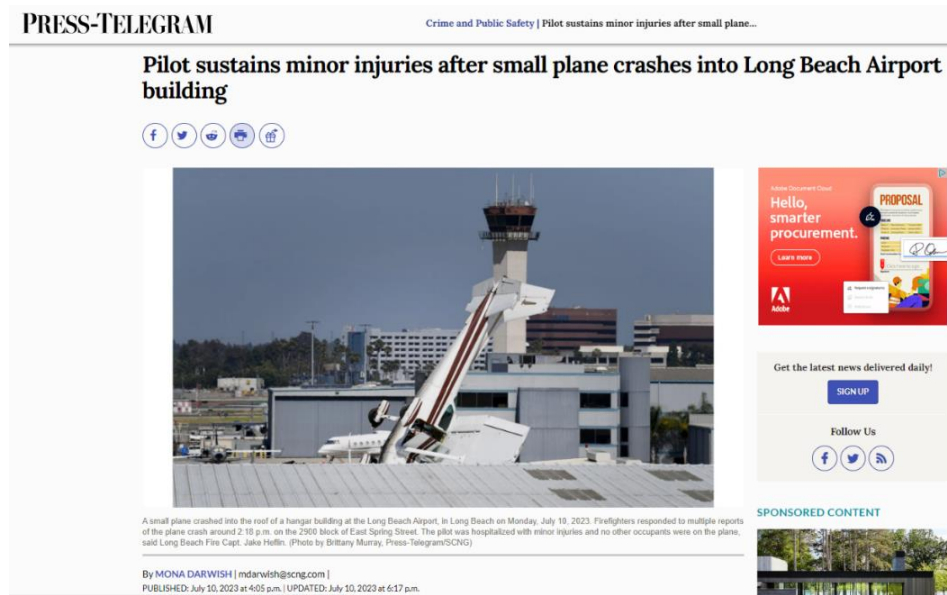 PRESS-TELEGRAM
Crime and Public Safety | Pilot sustains minor injuries after small plane...
Pilot sustains minor injuries after small plane crashes into Long Beach Airport
building
Adobe Document Cloud
Hello,
smarter
procurement.
Learn more
Adobe
PROPOSAL
A small plane crashed into the roof of a hangar building at the Long Beach Airport, in Long Beach on Monday, July 10, 2023. Firefighters responded to multiple reports
of the plane crash around 2:18 p.m. on the 2900 block of East Spring Street. The pilot was hospitalized with minor injuries and no other occupants were on the plane,
said Long Beach Fire Capt. Jake Heflin. (Photo by Brittany Murray, Press-Telegram/SCNG)
By MONA DARWISH | mdarwish@scng.com |
PUBLISHED: July 10, 2023 at 4:05 p.m. | UPDATED: July 10, 2023 at 6:17 p.m.
Get the latest news delivered daily!
SIGN UP
Follow Us
SPONSORED CONTENT